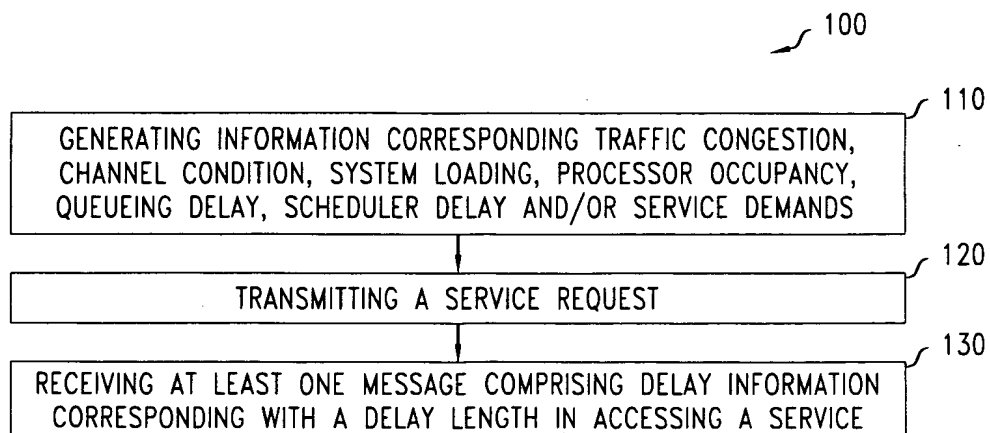 100
110
GENERATING INFORMATION CORRESPONDING TRAFFIC CONGESTION,
CHANNEL CONDITION, SYSTEM LOADING, PROCESSOR OCCUPANCY,
QUEUEING DELAY, SCHEDULER DELAY AND/OR SERVICE DEMANDS
120
TRANSMITTING A SERVICE REQUEST
130
RECEIVING AT LEAST ONE MESSAGE COMPRISING DELAY INFORMATION
CORRESPONDING WITH A DELAY LENGTH IN ACCESSING A SERVICE